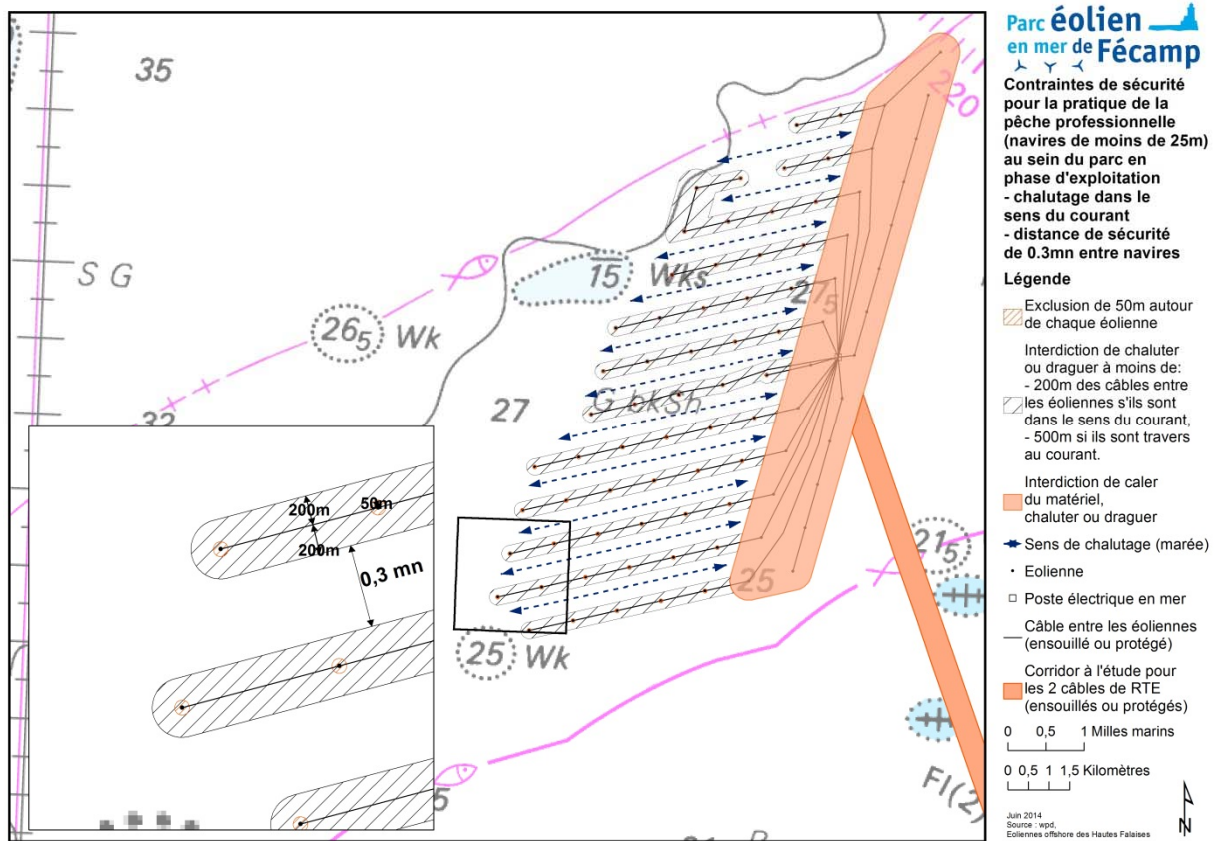 35
S G
26₅ Wk
32
15 Wks
27₅
27
G bkSh
220
25
25 Wk
21₅
Fl(2)
5
200m
50m
200m
0,3 mn
Parc éolien
en mer de Fécamp
Contraintes de sécurité
pour la pratique de la
pêche professionnelle
(navires de moins de 25m)
au sein du parc en
phase d'exploitation
- chalutage dans le
sens du courant
- distance de sécurité
de 0.3mn entre navires
Légende
Exclusion de 50m autour
de chaque éolienne
Interdiction de chaluter
ou draguer à moins de:
- 200m des câbles entre
les éoliennes s'ils sont
dans le sens du courant,
- 500m si ils sont travers
au courant.
Interdiction de caler
du matériel,
chaluter ou draguer
Sens de chalutage (marée)
Eolienne
Poste électrique en mer
Câble entre les éoliennes
(ensouillé ou protégé)
Corridor à l'étude pour
les 2 câbles de RTE
(ensouillés ou protégés)
0 0,5 1 Milles marins
0 0,5 1 1,5 Kilomètres
Juin 2014
Source : wpd,
Eoliennes offshore des Hautes Falaises
N